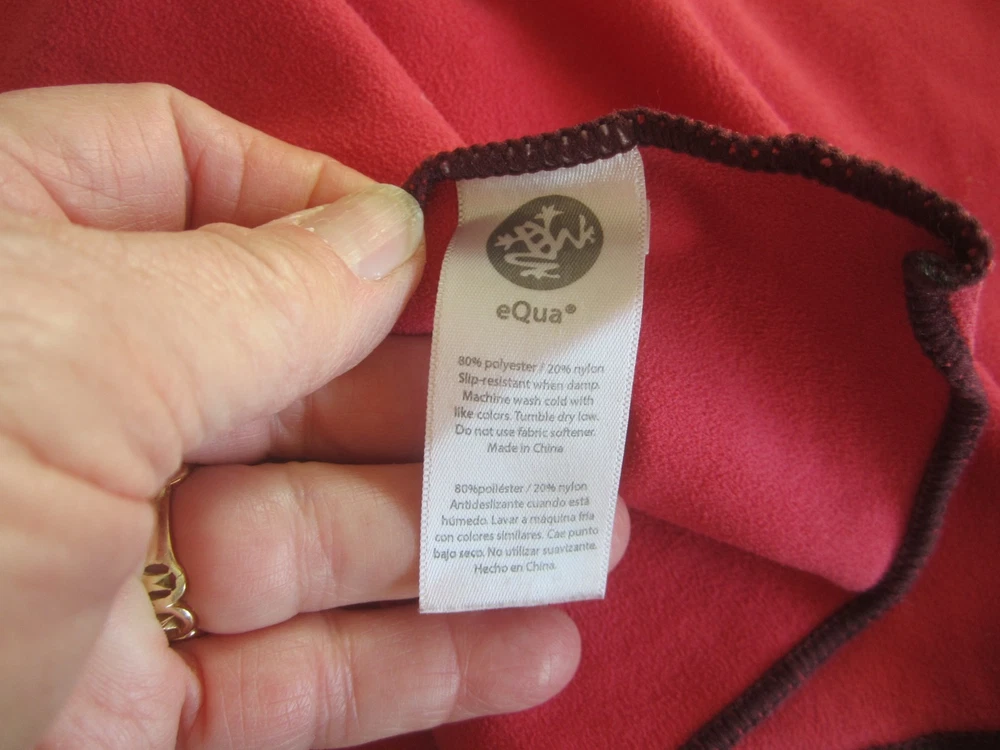 eQua®
80% polyester / 20% nylon
Slip-resistant when damp.
Machine wash cold with
like colors. Tumble dry low.
Do not use fabric softener.
Made in China
80%poliéster / 20% nylon
Antideslizante cuando está
húmedo. Lavar a máquina fría
con colores similares. Cae punto
bajo seco. No utilizar suavizante.
Hecho en China.